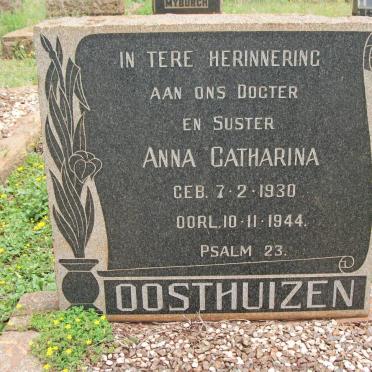 MYBURGH
IN TERE HERINNERING
AAN ONS DOGTER
EN SUSTER
ANNA CATHARINA
GEB. 7·2·1930
OORL. 10·11·1944.
PSALM 23.
OOSTHUIZEN